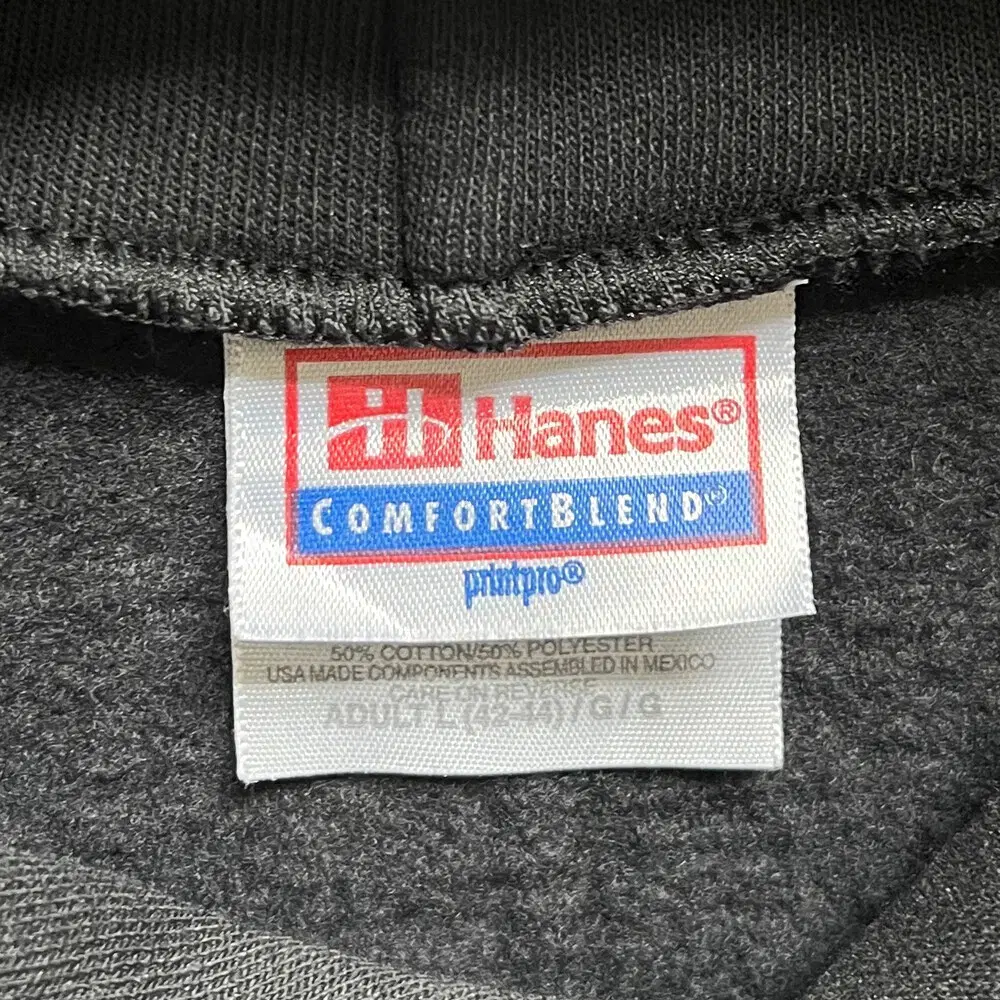 H Hanes®
COMFORTBLEND®
printpro®
50% COTTON/50% POLYESTER
USA MADE COMPONENTS ASSEMBLED IN MEXICO
CARE ON REVERSE
ADULT L (42-44) / G / G